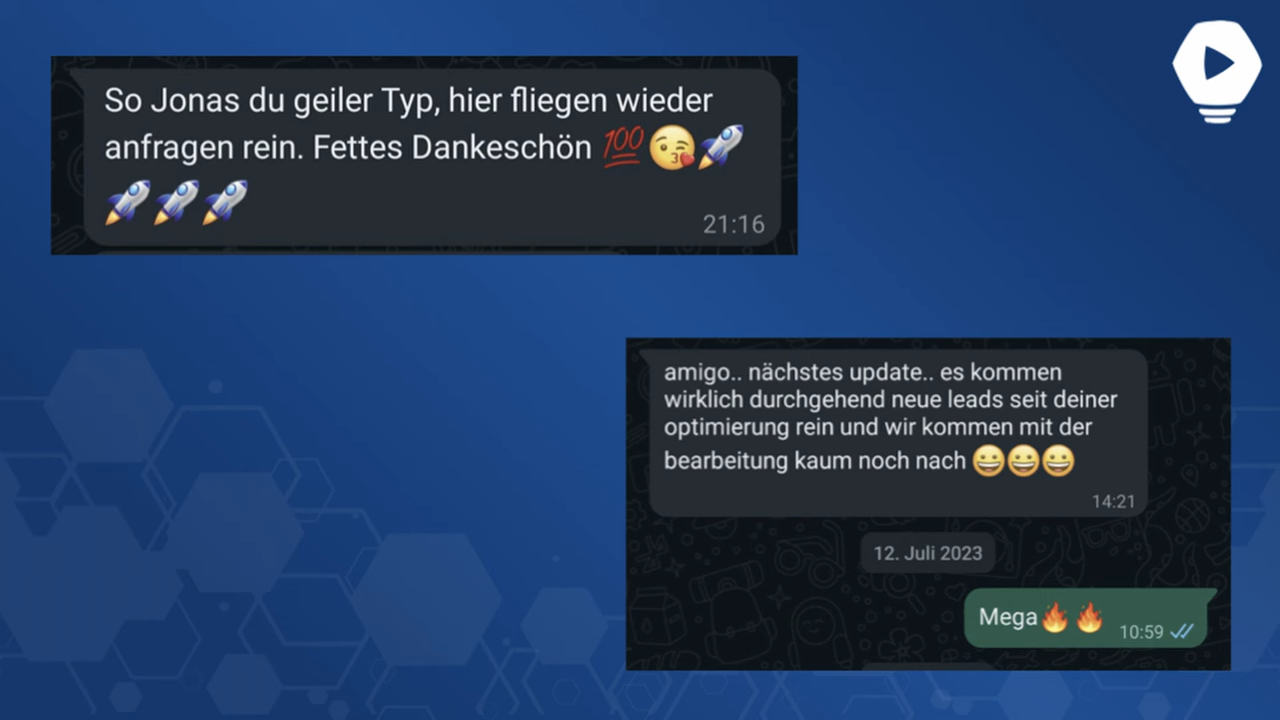 So Jonas du geiler Typ, hier fliegen wieder
anfragen rein. Fettes Dankeschön 💯😘🚀
🚀🚀🚀
21:16
amigo.. nächstes update.. es kommen
wirklich durchgehend neue leads seit deiner
optimierung rein und wir kommen mit der
bearbeitung kaum noch nach 😀😀😀
14:21
12. Juli 2023
Mega🔥🔥 10:59